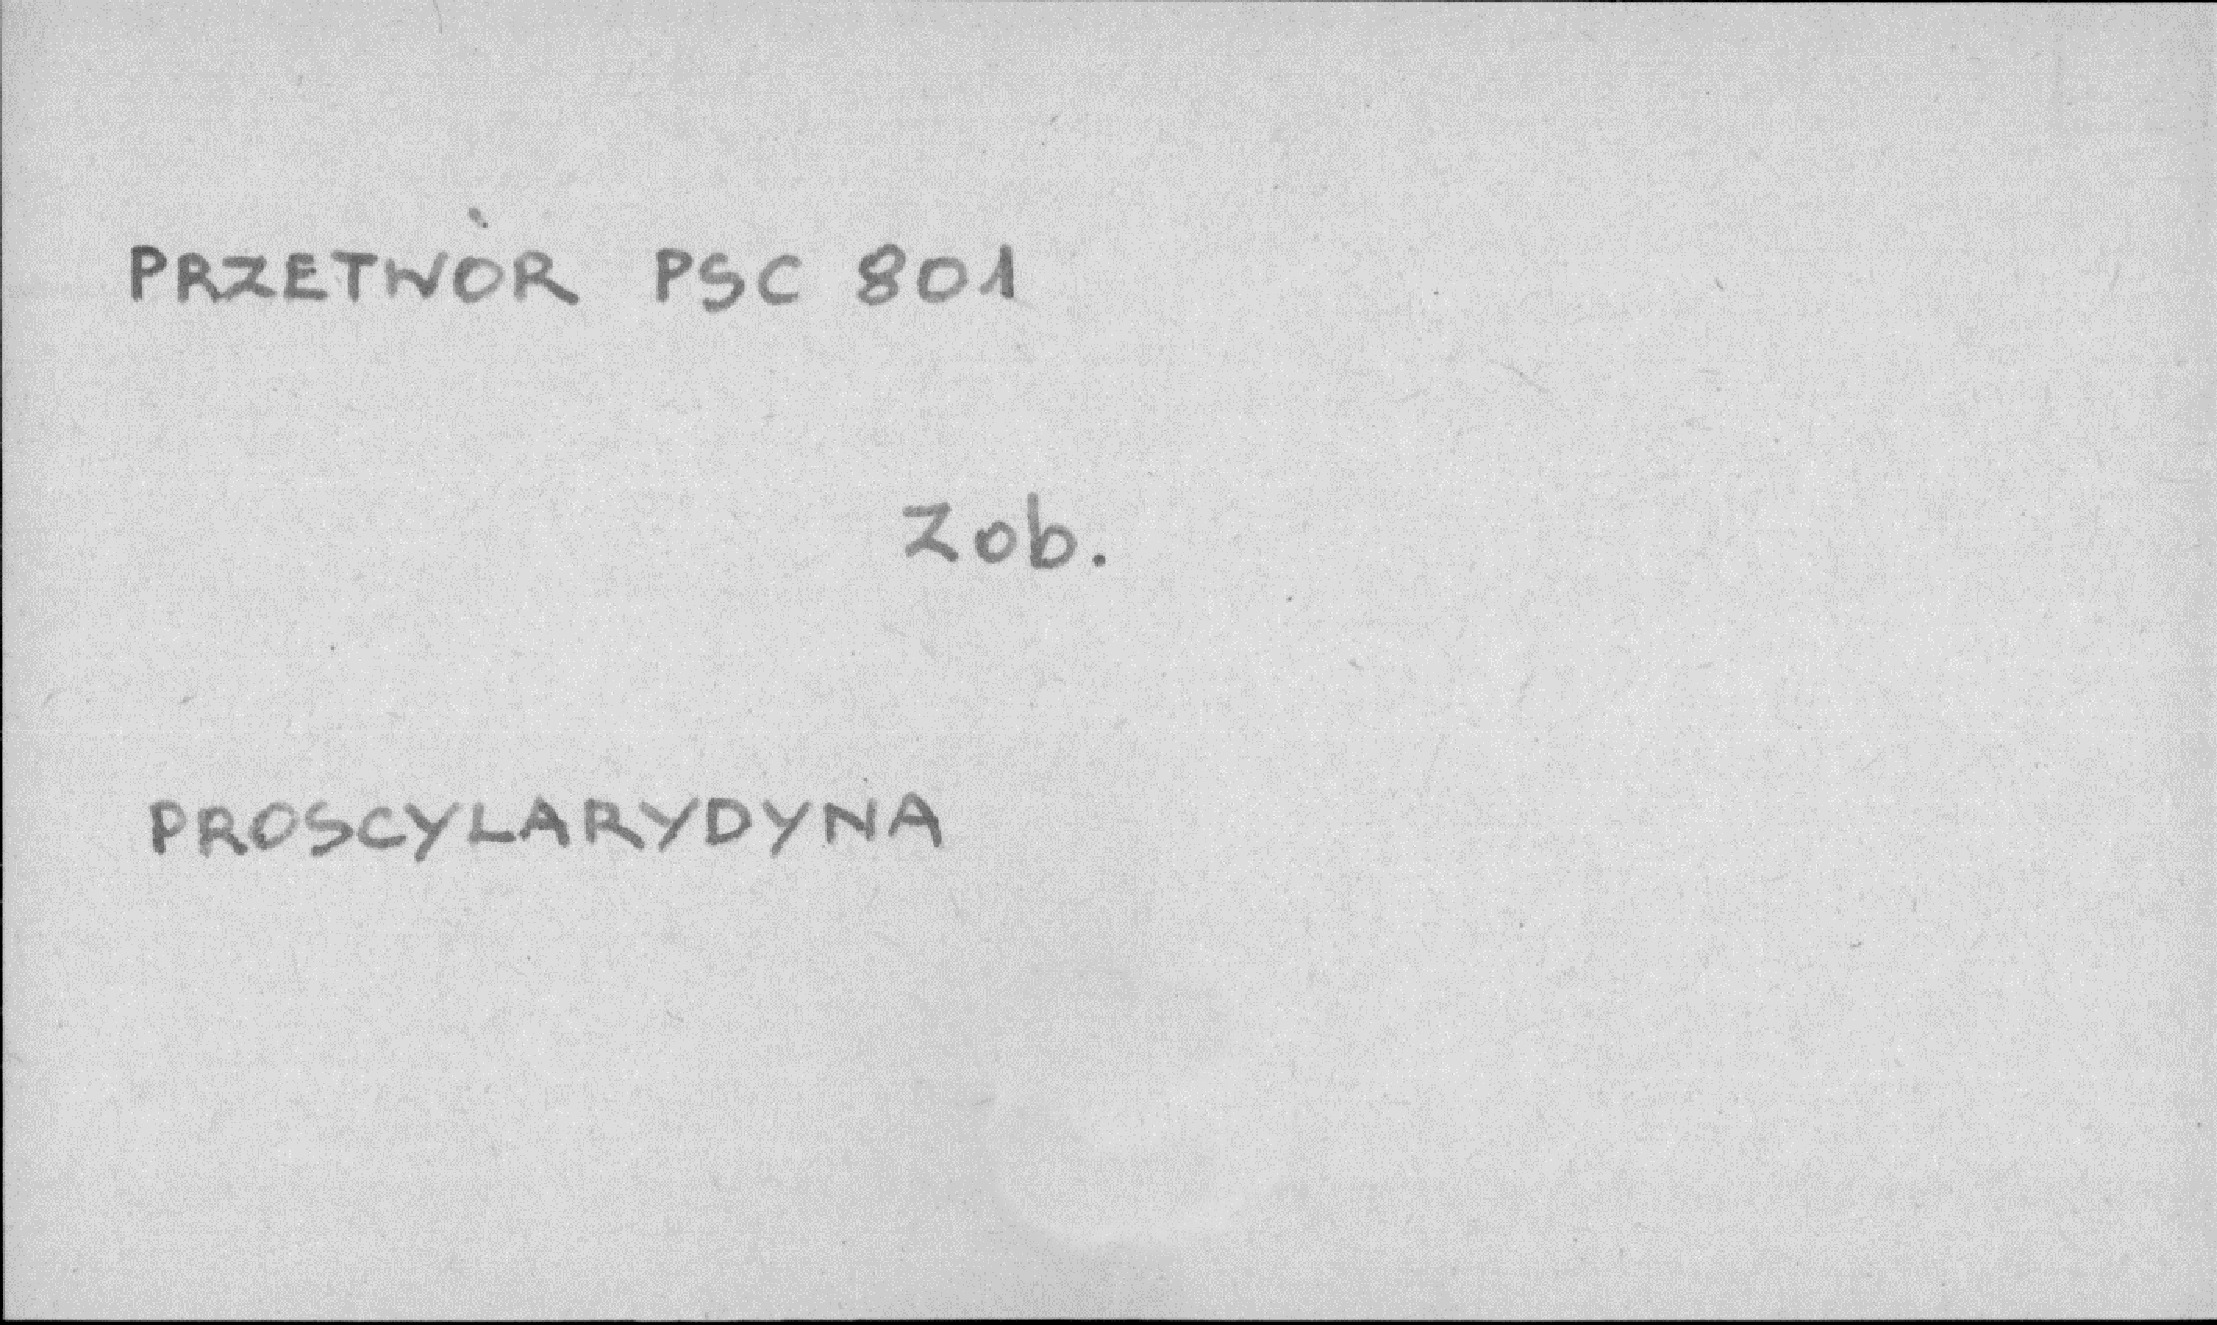 PRZETWÓR PSC 801
Zob.
PROSCYLARYDYNA